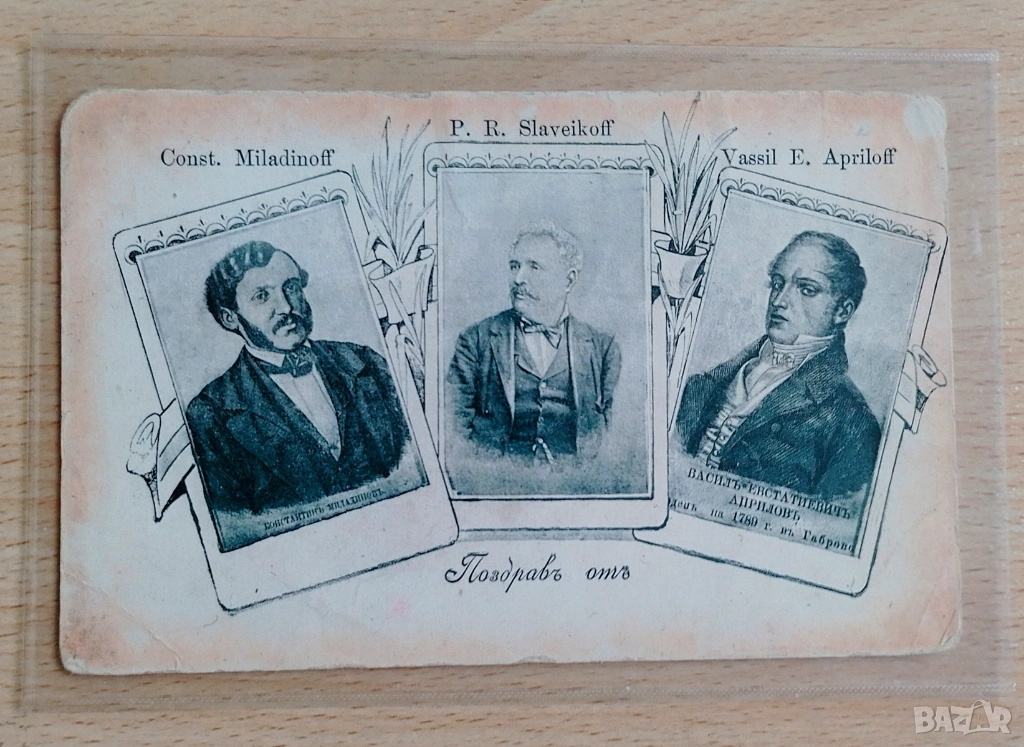 P. R. Slaveikoff
Const. Miladinoff
Vassil E. Apriloff
КОНСТАНТИНЪ МИЛАДИНОВЪ
ВАСИЛЪ ЕВСТАТИЕВИЧЪ
АПРИЛОВЪ
на 1789 г. въ Габрово
Поздравъ отъ
BAZAR